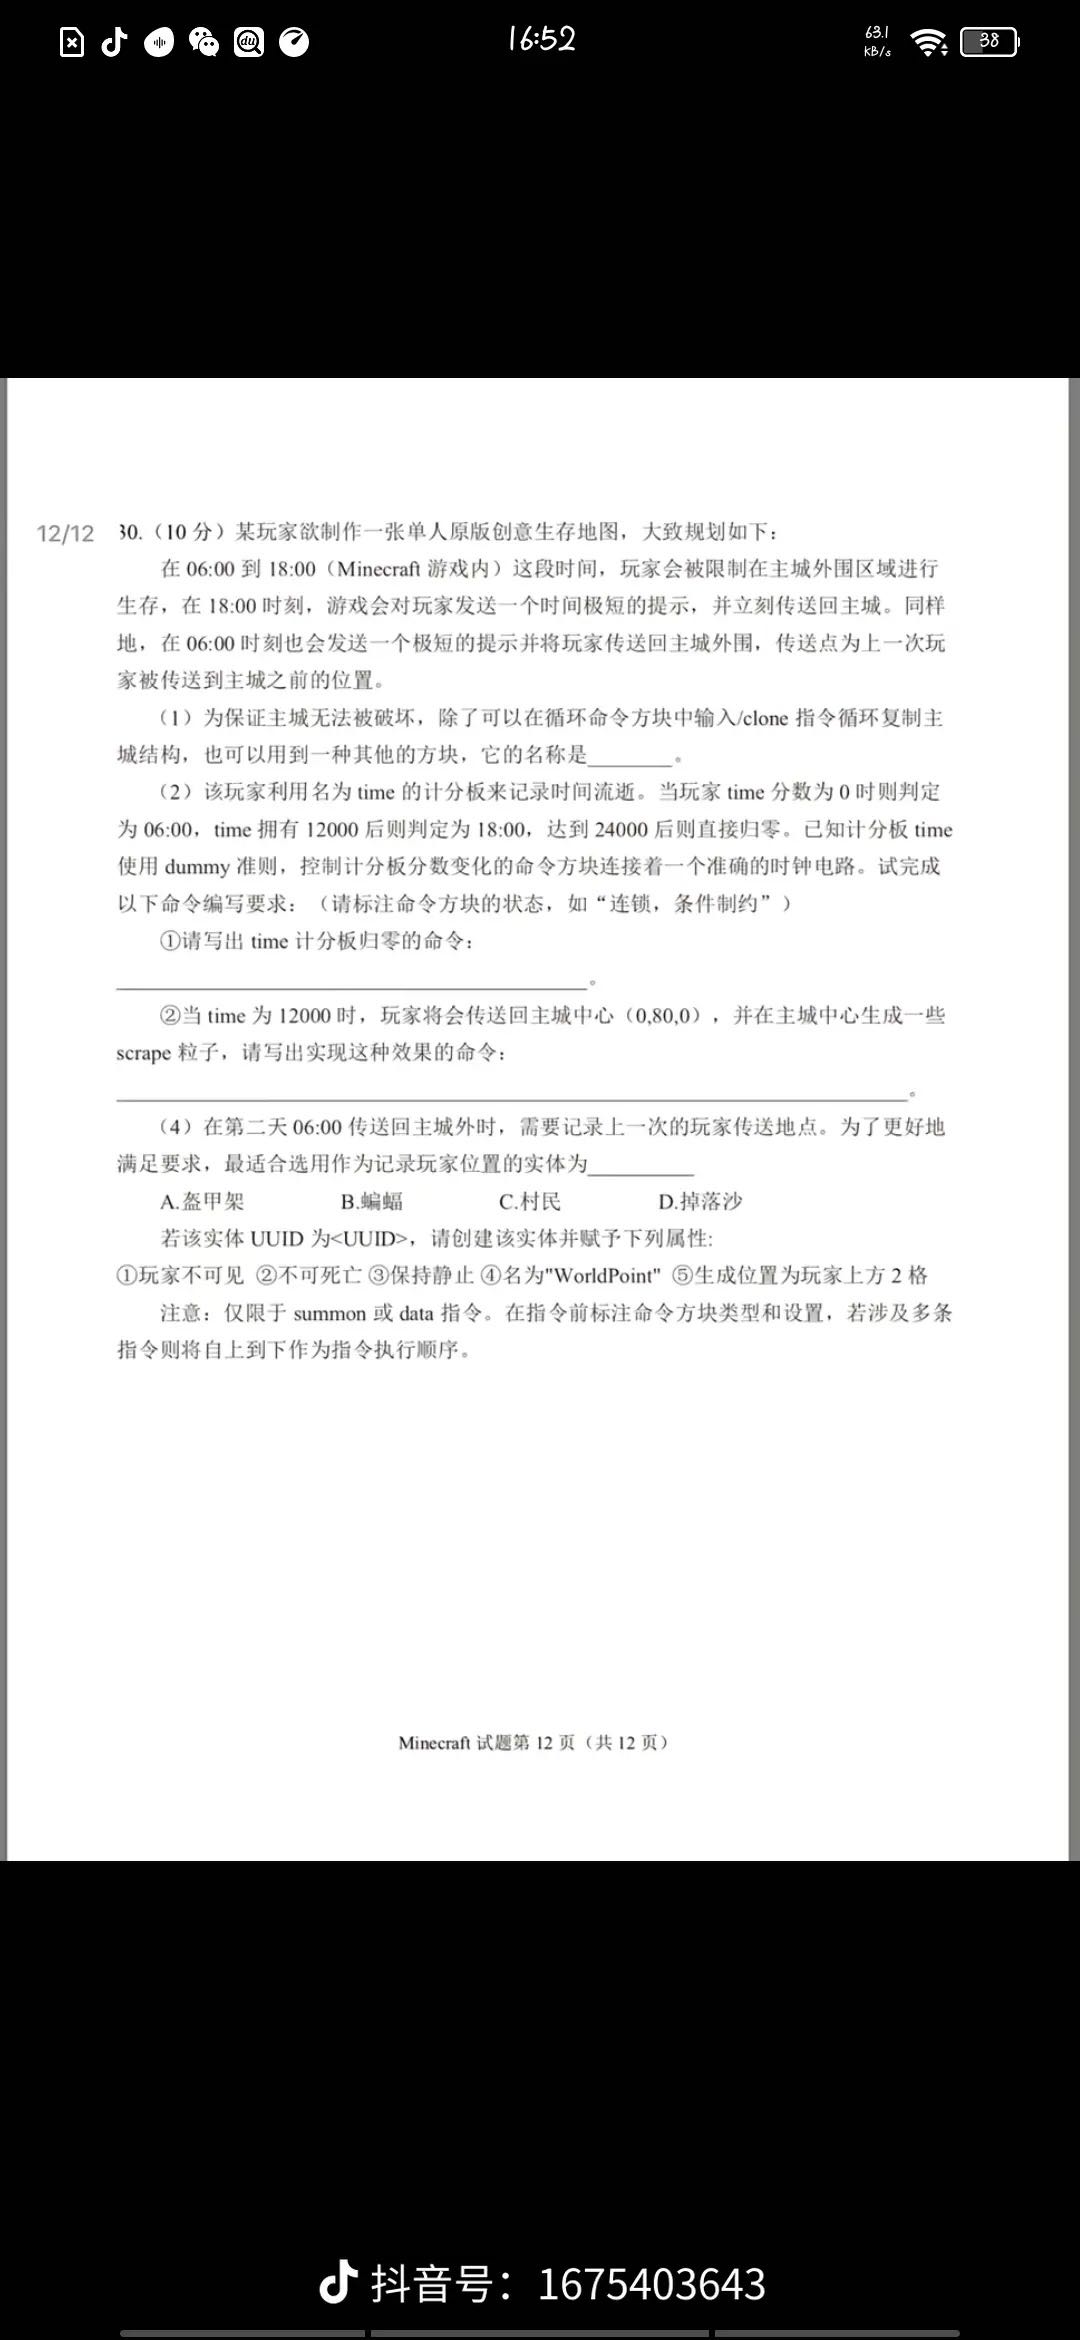 16:52
63.1
KB/s
38
12/12
30.（10 分）某玩家欲制作一张单人原版创意生存地图，大致规划如下：
在 06:00 到 18:00（Minecraft 游戏内）这段时间，玩家会被限制在主城外围区域进行
生存，在 18:00 时刻，游戏会对玩家发送一个时间极短的提示，并立刻传送回主城。同样
地，在 06:00 时刻也会发送一个极短的提示并将玩家传送回主城外围，传送点为上一次玩
家被传送到主城之前的位置。
（1）为保证主城无法被破坏，除了可以在循环命令方块中输入/clone 指令循环复制主
城结构，也可以用到一种其他的方块，它的名称是________。
（2）该玩家利用名为 time 的计分板来记录时间流逝。当玩家 time 分数为 0 时则判定
为 06:00，time 拥有 12000 后则判定为 18:00，达到 24000 后则直接归零。已知计分板 time
使用 dummy 准则，控制计分板分数变化的命令方块连接着一个准确的时钟电路。试完成
以下命令编写要求：（请标注命令方块的状态，如“连锁，条件制约”）
①请写出 time 计分板归零的命令：
________________________________________。
②当 time 为 12000 时，玩家将会传送回主城中心（0,80,0），并在主城中心生成一些
scrape 粒子，请写出实现这种效果的命令：
________________________________________________________________。
（4）在第二天 06:00 传送回主城外时，需要记录上一次的玩家传送地点。为了更好地
满足要求，最适合选用作为记录玩家位置的实体为__________
A.盔甲架 B.蝙蝠 C.村民 D.掉落沙
若该实体 UUID 为<UUID>，请创建该实体并赋予下列属性:
①玩家不可见 ②不可死亡 ③保持静止 ④名为"WorldPoint" ⑤生成位置为玩家上方 2 格
注意：仅限于 summon 或 data 指令。在指令前标注命令方块类型和设置，若涉及多条
指令则将自上到下作为指令执行顺序。
Minecraft 试题第 12 页（共 12 页）
抖音号：1675403643